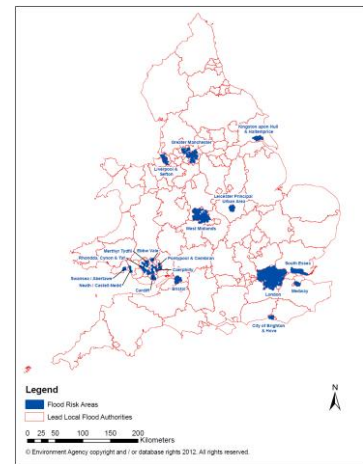 Kingston upon Hull
& Haltemprice
Greater Manchester
Liverpool &
Sefton
Leicester Principal
Urban Area
West Midlands
Merthyr Tydfil
Ebbw Vale
Rhondda, Cynon & Taf
Pontypool & Cwmbran
Swansea / Abertawe
Caerphilly
Neath / Castell Nedd
Cardiff
Bristol
South Essex
London
Medway
City of Brighton
& Hove
Legend
Flood Risk Areas
Lead Local Flood Authorities
N
0 25 50 100 150 200
Kilometers
© Environment Agency copyright and / or database rights 2012. All rights reserved.